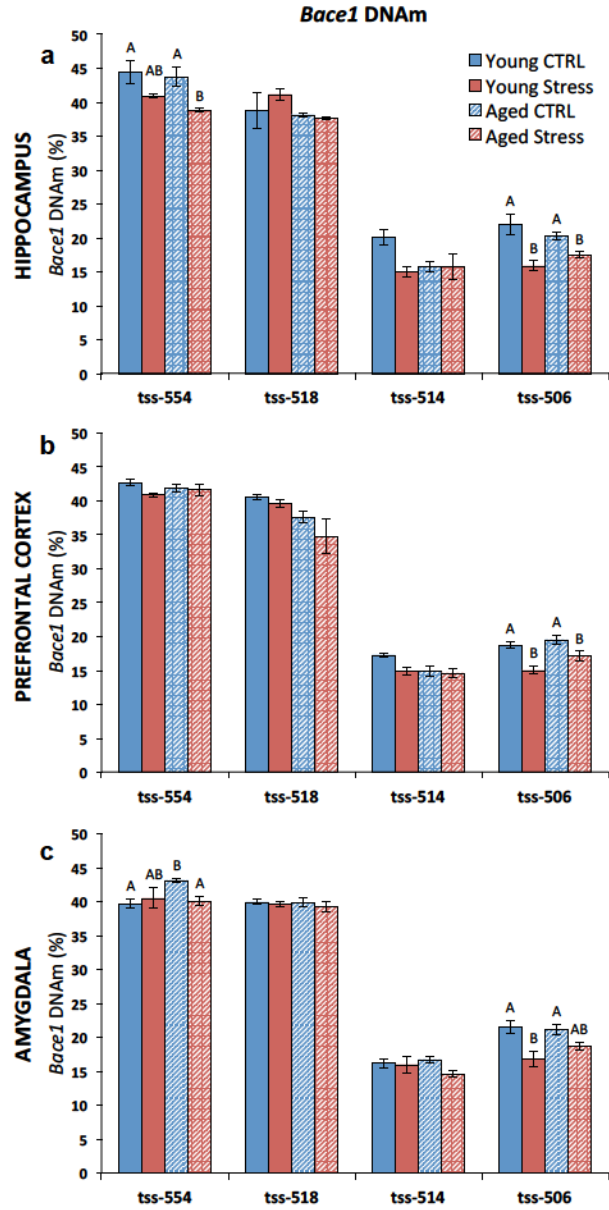 Bace1 DNAm
a
HIPPOCAMPUS
Bace1 DNAm (%)
50
45
40
35
30
25
20
15
10
5
0
A
AB
A
B
A
B
A
B
Young CTRL
Young Stress
Aged CTRL
Aged Stress
tss-554
tss-518
tss-514
tss-506
b
PREFRONTAL CORTEX
Bace1 DNAm (%)
50
45
40
35
30
25
20
15
10
5
0
A
B
A
B
tss-554
tss-518
tss-514
tss-506
c
AMYGDALA
Bace1 DNAm (%)
50
45
40
35
30
25
20
15
10
5
0
A
AB
B
A
A
B
A
AB
tss-554
tss-518
tss-514
tss-506